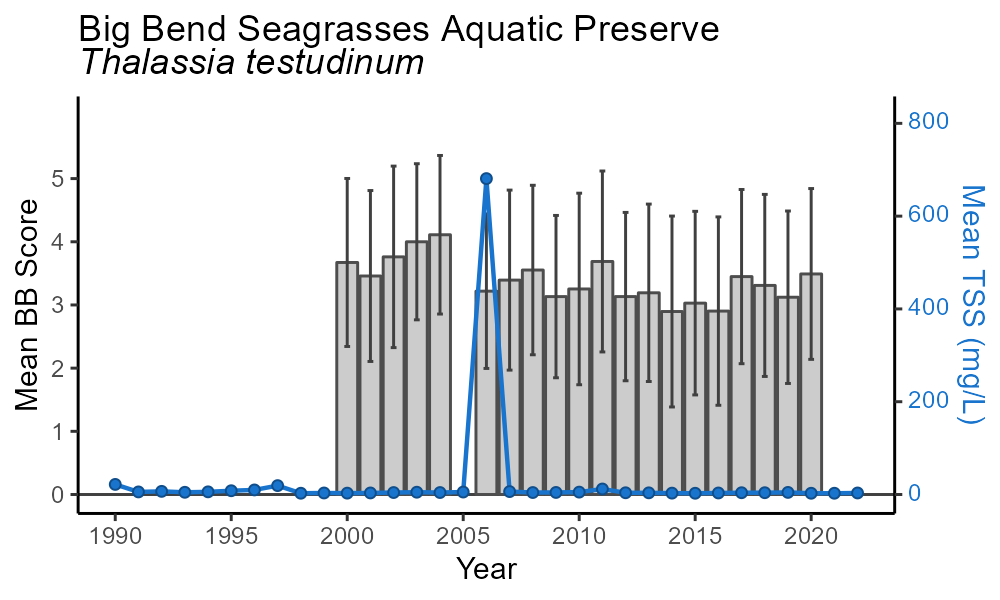 Big Bend Seagrasses Aquatic Preserve
Thalassia testudinum
Mean BB Score
5
4
3
2
1
0
800
600
400
200
0
Mean TSS (mg/L)
1990 1995 2000 2005 2010 2015 2020
Year